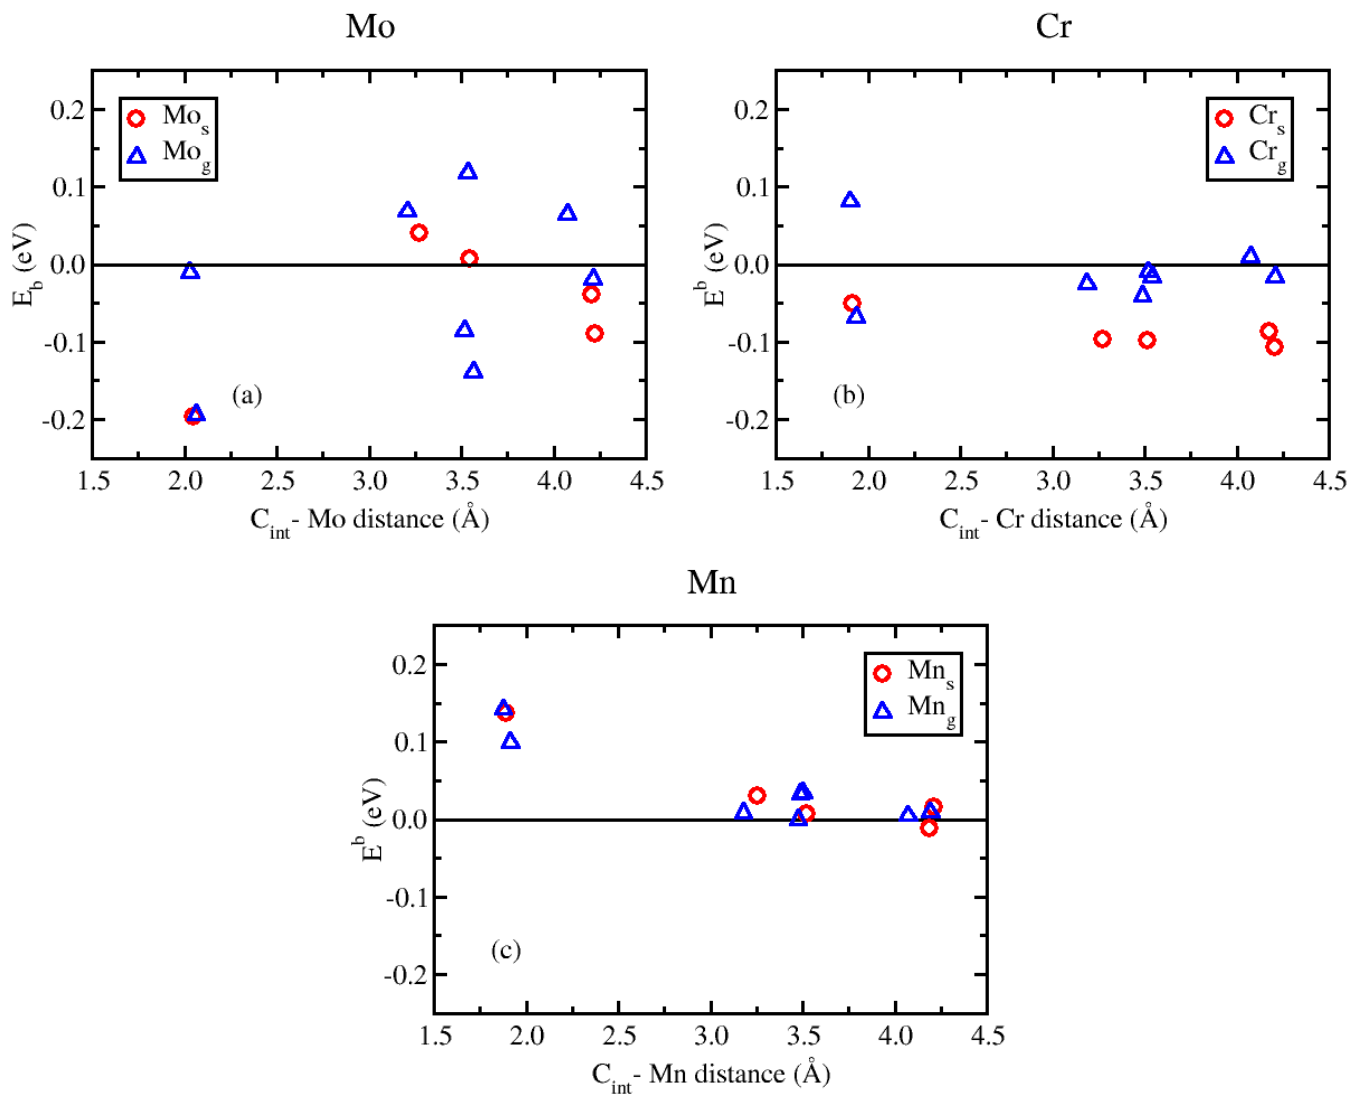 Mo
Mo_s
Mo_g
0.2
0.1
0.0
-0.1
-0.2
E_b (eV)
(a)
1.5 2.0 2.5 3.0 3.5 4.0 4.5
C_int- Mo distance (Å)
Cr
Cr_s
Cr_g
0.2
0.1
0.0
-0.1
-0.2
E^b (eV)
(b)
1.5 2.0 2.5 3.0 3.5 4.0 4.5
C_int- Cr distance (Å)
Mn
Mn_s
Mn_g
0.2
0.1
0.0
-0.1
-0.2
E^b (eV)
(c)
1.5 2.0 2.5 3.0 3.5 4.0 4.5
C_int- Mn distance (Å)